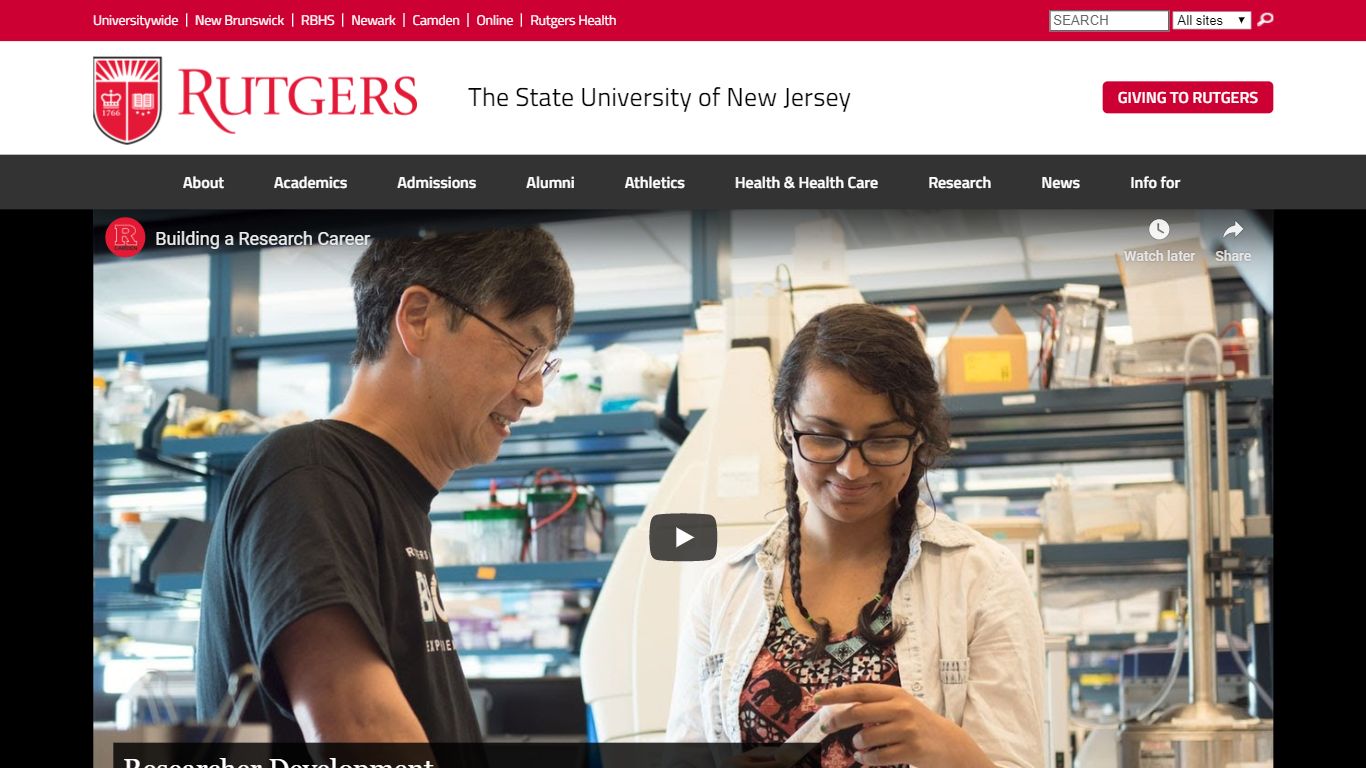 Universitywide | New Brunswick | RBHS | Newark | Camden | Online | Rutgers Health
SEARCH All sites
1766
RUTGERS
The State University of New Jersey
GIVING TO RUTGERS
About Academics Admissions Alumni Athletics Health & Health Care Research News Info for
R
CAMDEN
Building a Research Career
Watch later
Share
Researcher Development